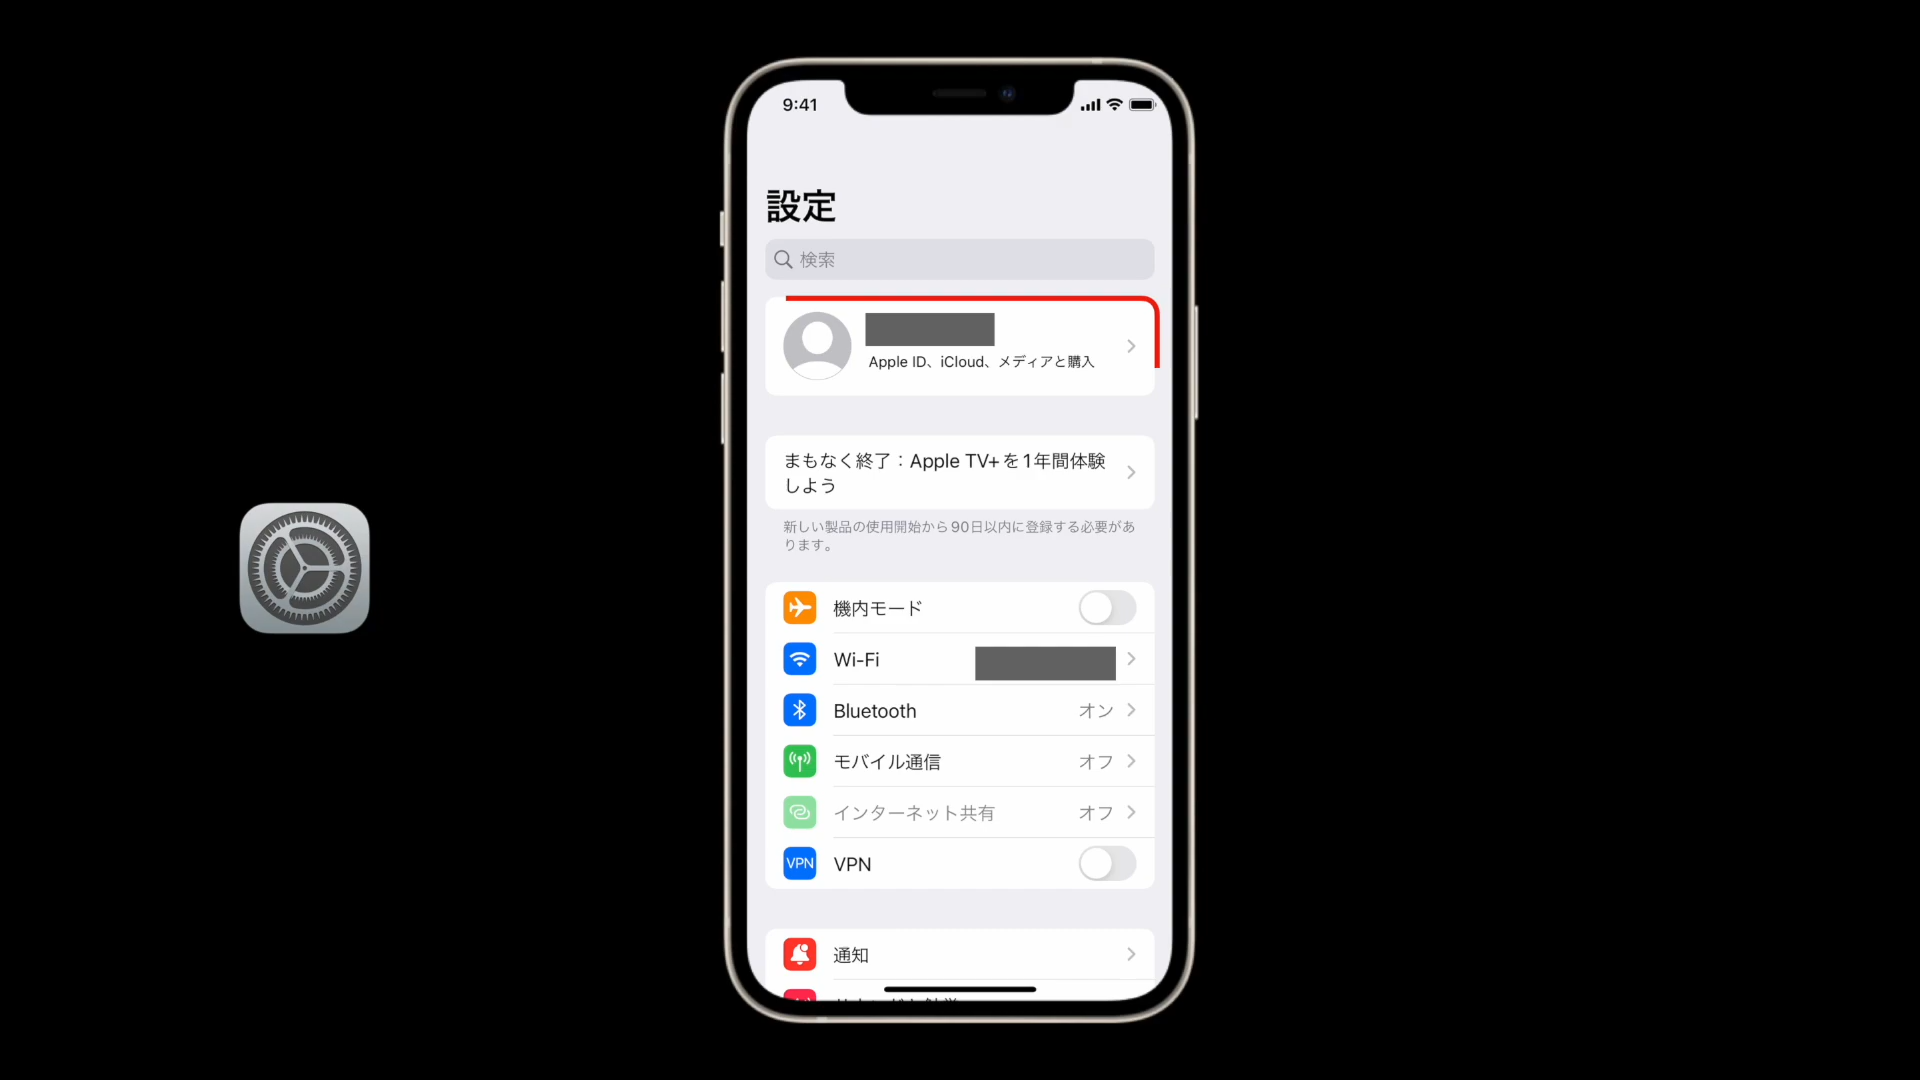 9:41
設定
検索
Apple ID、iCloud、メディアと購入
まもなく終了：Apple TV+を1年間体験
しよう
新しい製品の使用開始から90日以内に登録する必要があ
ります。
機内モード
Wi-Fi
Bluetooth オン
モバイル通信 オフ
インターネット共有 オフ
VPN VPN
通知